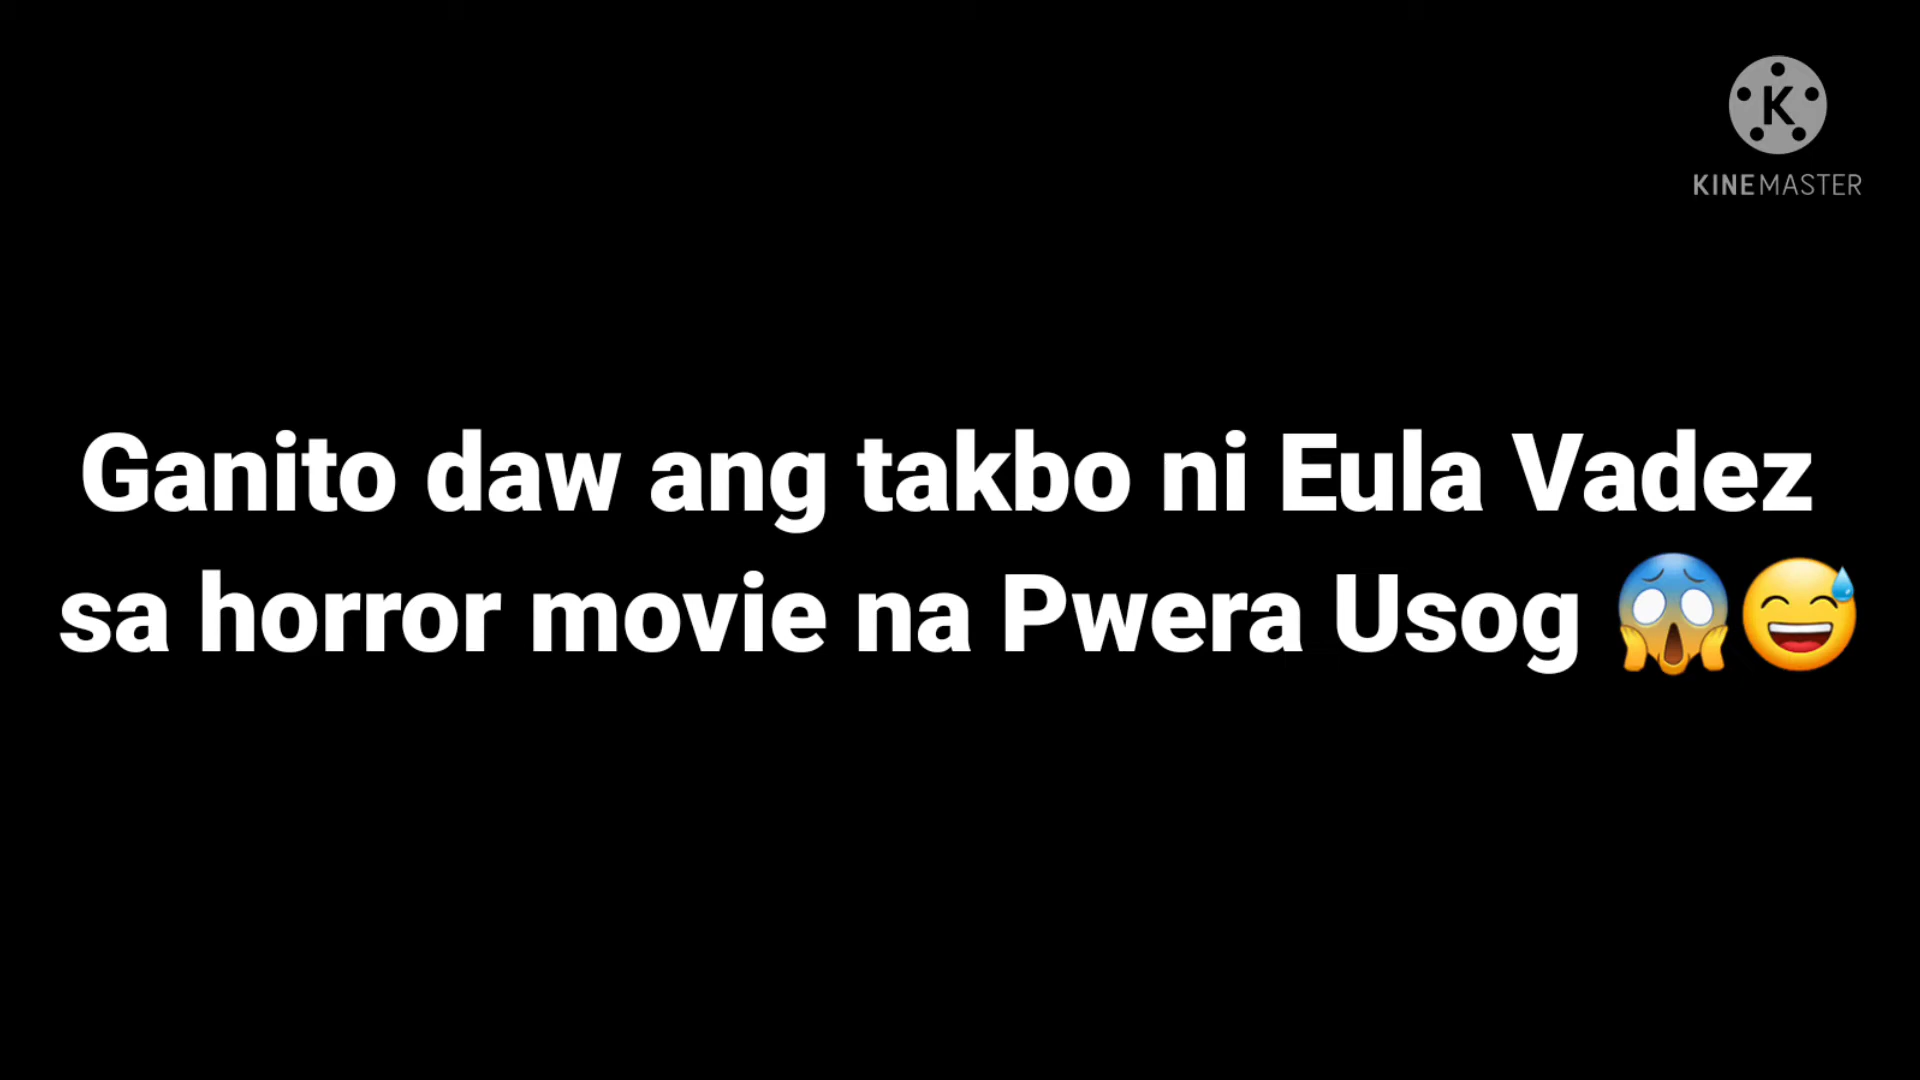 KINEMASTER
Ganito daw ang takbo ni Eula Vadez
sa horror movie na Pwera Usog 😱😅